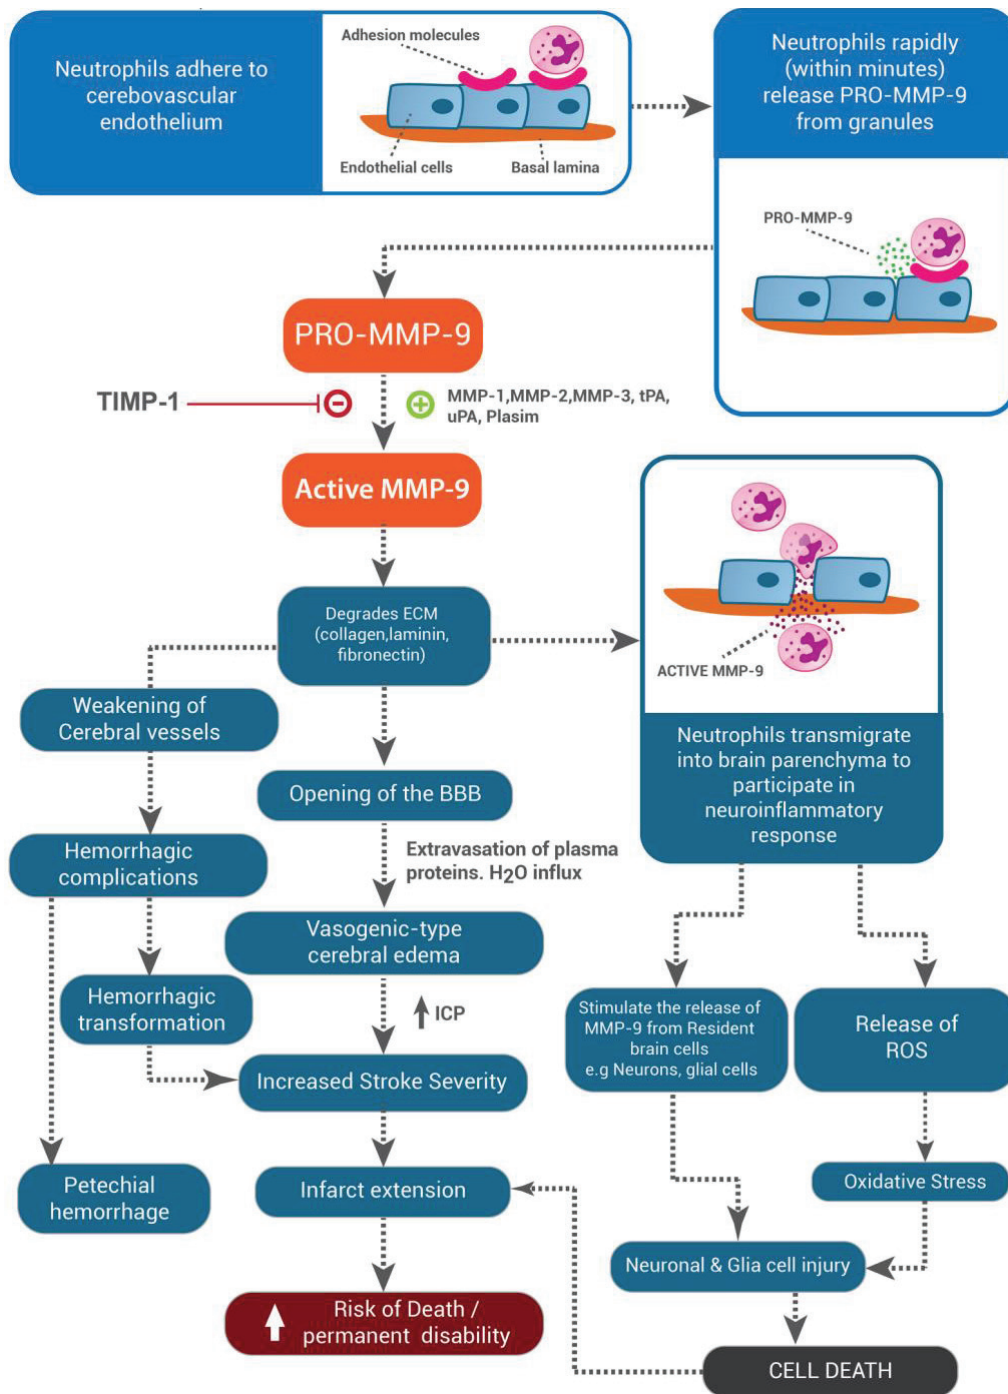 Neutrophils adhere to
cerebovascular
endothelium
Adhesion molecules
Endothelial cells
Basal lamina
Neutrophils rapidly
(within minutes)
release PRO-MMP-9
from granules
PRO-MMP-9
PRO-MMP-9
TIMP-1
MMP-1,MMP-2,MMP-3, tPA,
uPA, Plasim
Active MMP-9
Degrades ECM
(collagen,laminin,
fibronectin)
ACTIVE MMP-9
Neutrophils transmigrate
into brain parenchyma to
participate in
neuroinflammatory
response
Weakening of
Cerebral vessels
Opening of the BBB
Hemorrhagic
complications
Extravasation of plasma
proteins. H2O influx
Vasogenic-type
cerebral edema
Hemorrhagic
transformation
ICP
Stimulate the release of
MMP-9 from Resident
brain cells
e.g Neurons, glial cells
Release of
ROS
Increased Stroke Severity
Petechial
hemorrhage
Infarct extension
Oxidative Stress
Neuronal & Glia cell injury
Risk of Death /
permanent disability
CELL DEATH